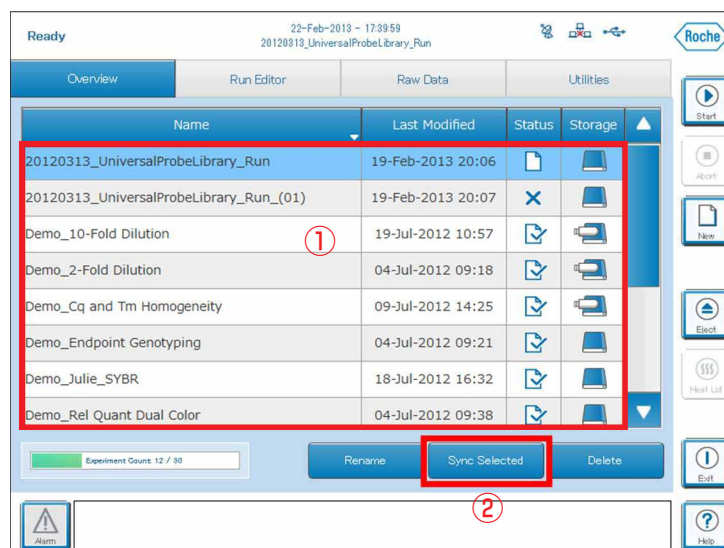 Ready
22-Feb-2013 - 17:39:59
20120313_UniversalProbeLibrary_Run
Roche
Overview Run Editor Raw Data Utilities
Name Last Modified Status Storage
20120313_UniversalProbeLibrary_Run 19-Feb-2013 20:06
20120313_UniversalProbeLibrary_Run_(01) 19-Feb-2013 20:07
Demo_10-Fold Dilution 19-Jul-2012 10:57
①
Demo_2-Fold Dilution 04-Jul-2012 09:18
Demo_Cq and Tm Homogeneity 09-Jul-2012 14:25
Demo_Endpoint Genotyping 04-Jul-2012 09:21
Demo_Julie_SYBR 18-Jul-2012 16:32
Demo_Rel Quant Dual Color 04-Jul-2012 09:38
Experiment Count: 12 / 50
Rename Sync Selected Delete
②
Start
Abort
New
Eject
Heat Lid
Exit
Help
Alarm